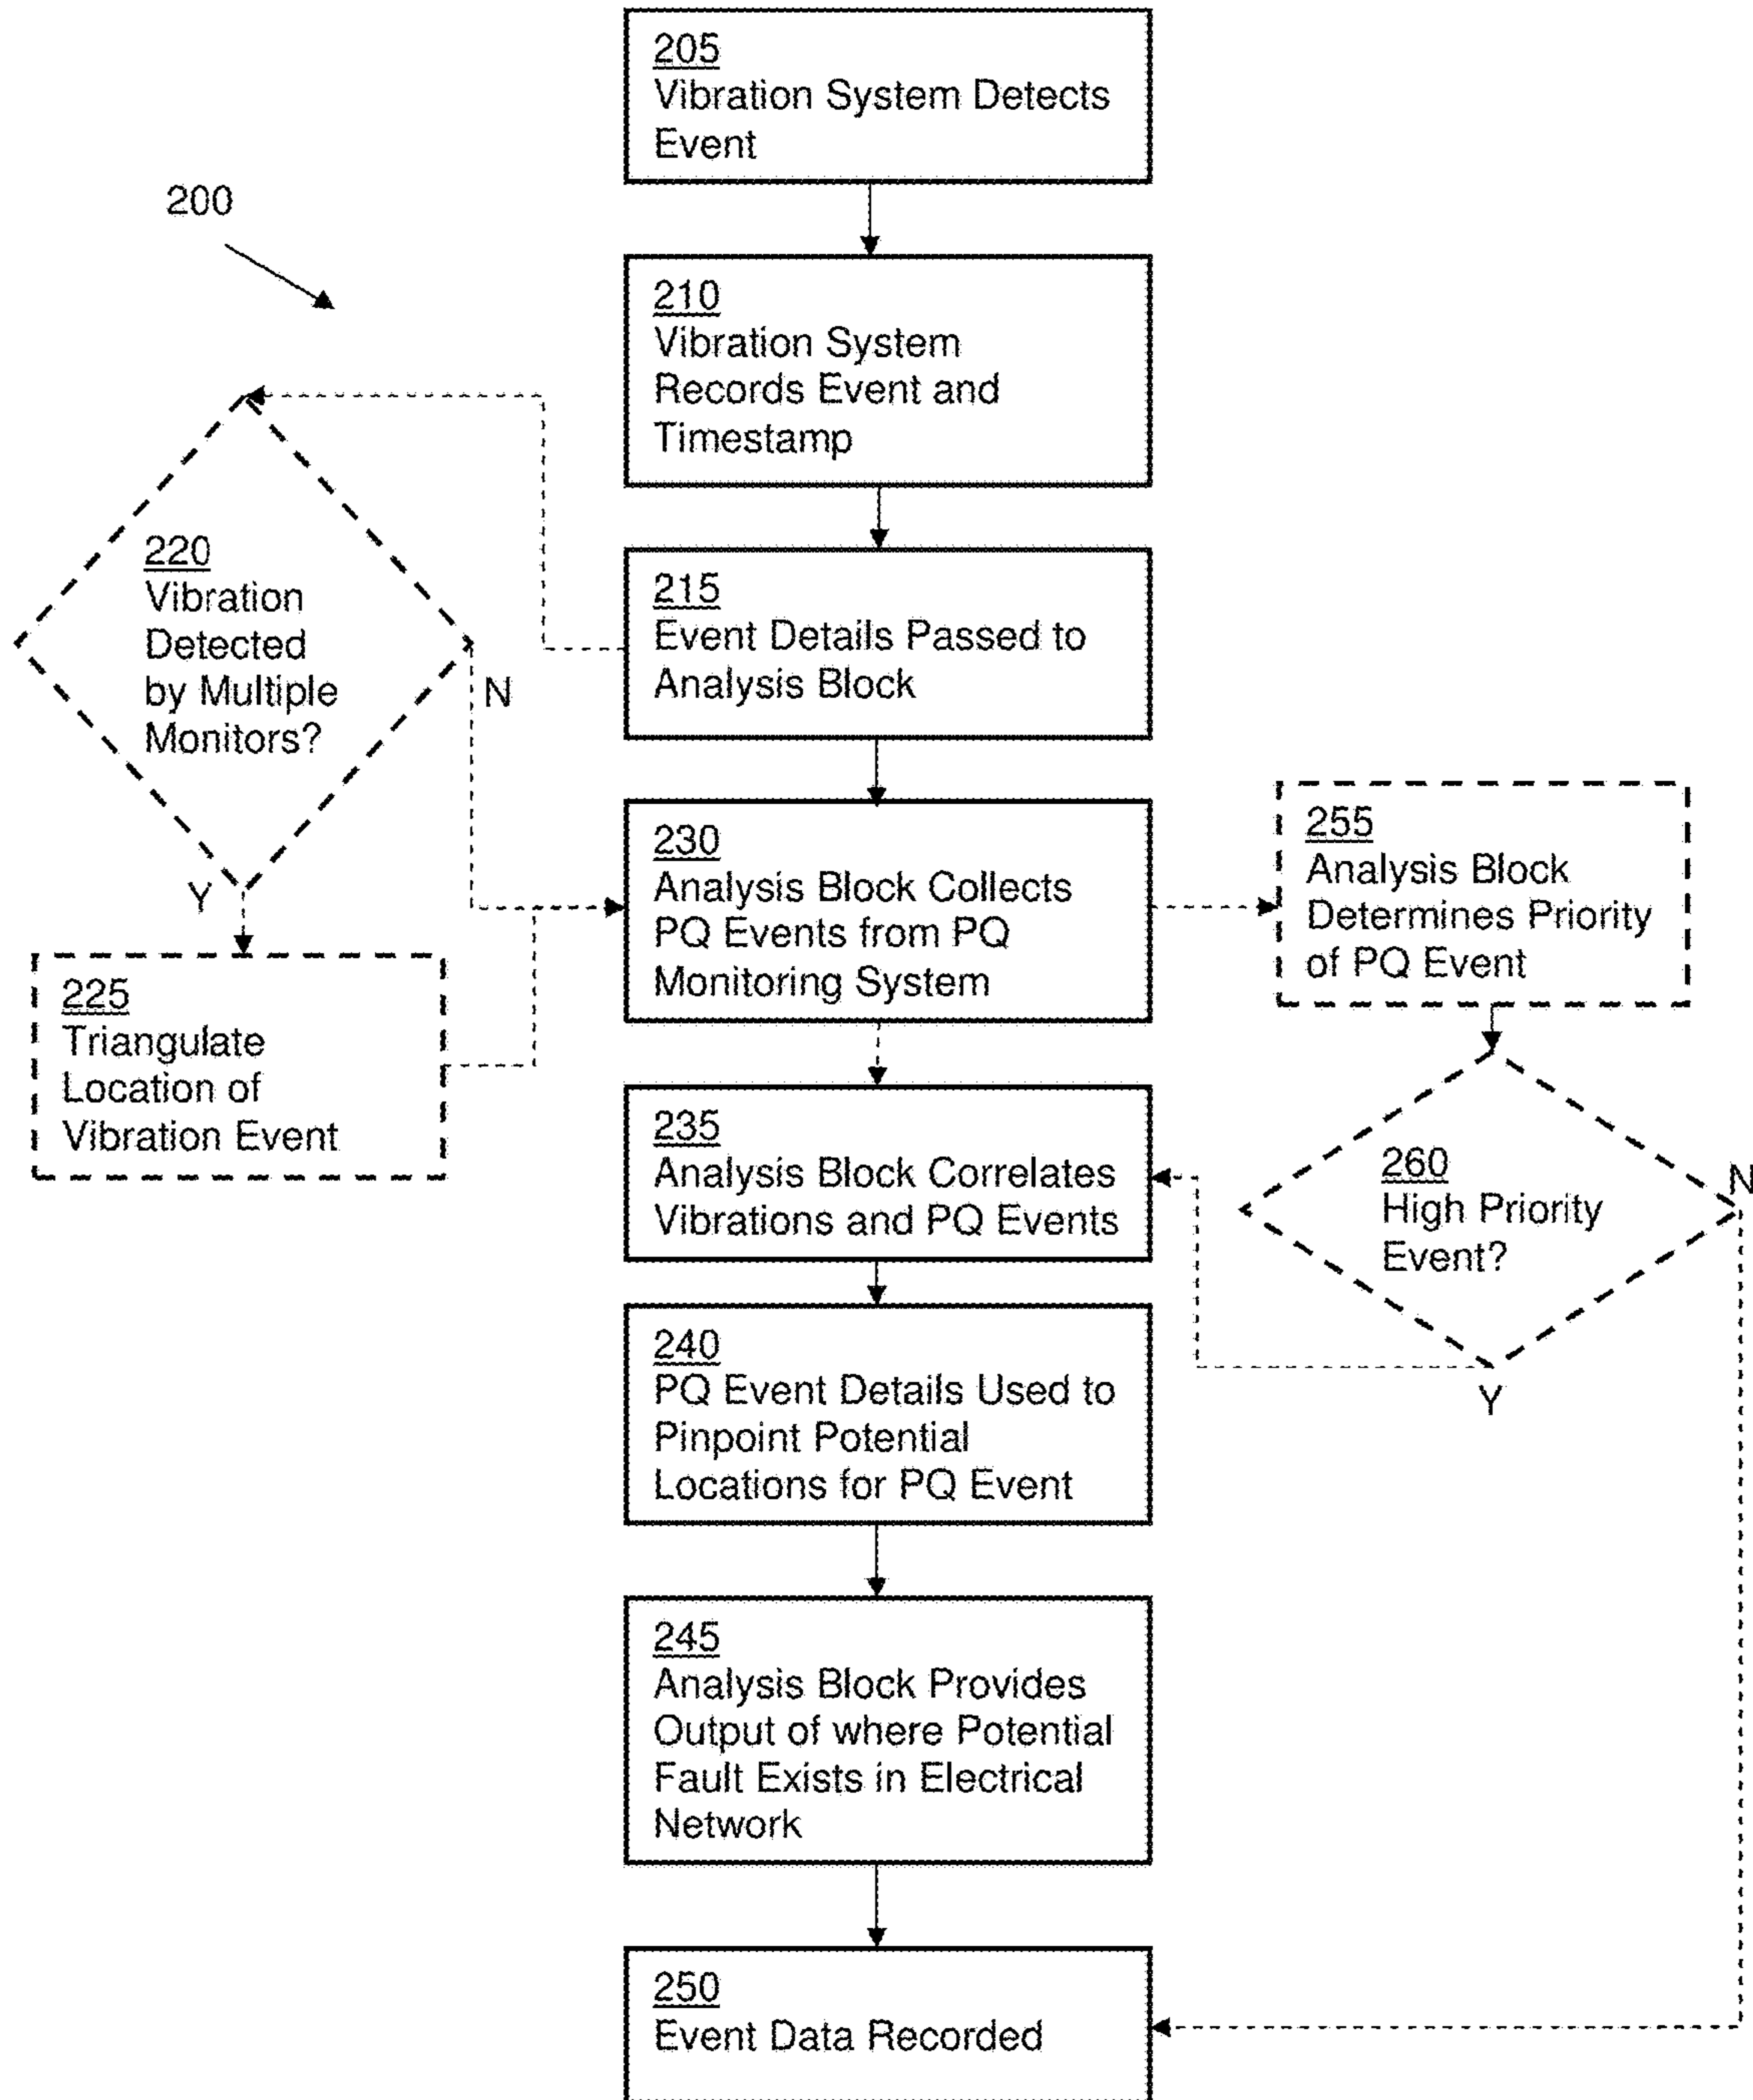 205
Vibration System Detects
Event
200
210
Vibration System
Records Event and
Timestamp
220
Vibration
Detected
by Multiple
Monitors?
N
Y
215
Event Details Passed to
Analysis Block
225
Triangulate
Location of
Vibration Event
230
Analysis Block Collects
PQ Events from PQ
Monitoring System
255
Analysis Block
Determines Priority
of PQ Event
235
Analysis Block Correlates
Vibrations and PQ Events
260
High Priority
Event?
N
Y
240
PQ Event Details Used to
Pinpoint Potential
Locations for PQ Event
245
Analysis Block Provides
Output of where Potential
Fault Exists in Electrical
Network
250
Event Data Recorded